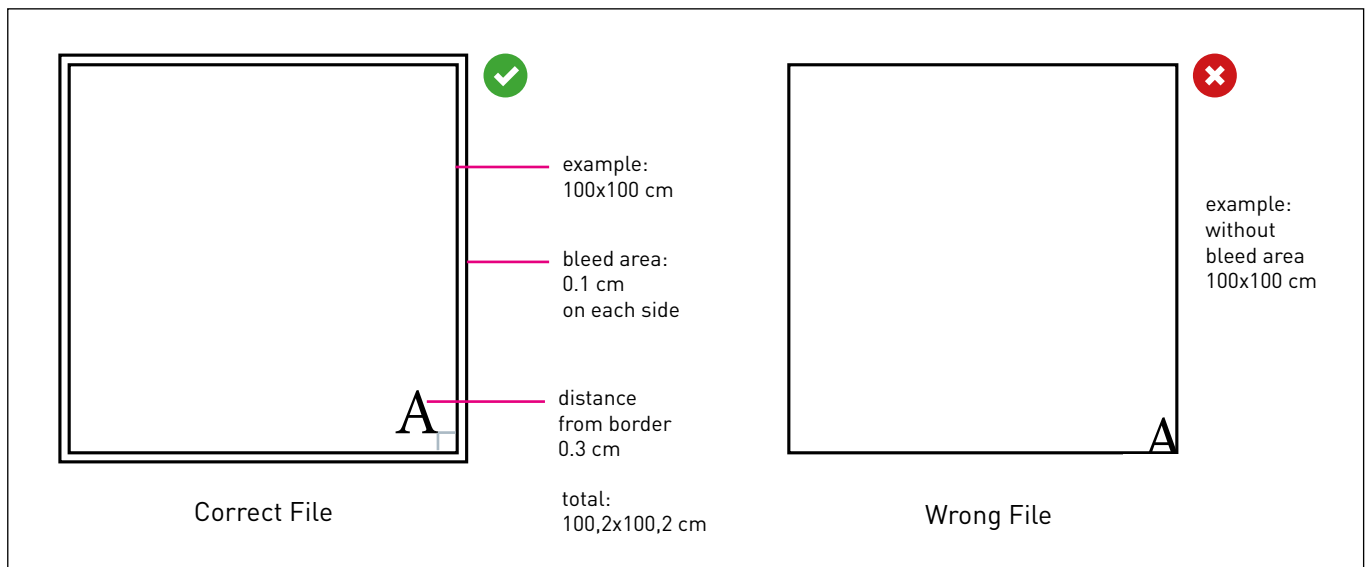 example:
100x100 cm
bleed area:
0.1 cm
on each side
A
distance
from border
0.3 cm
total:
100,2x100,2 cm
Correct File
example:
without
bleed area
100x100 cm
A
Wrong File